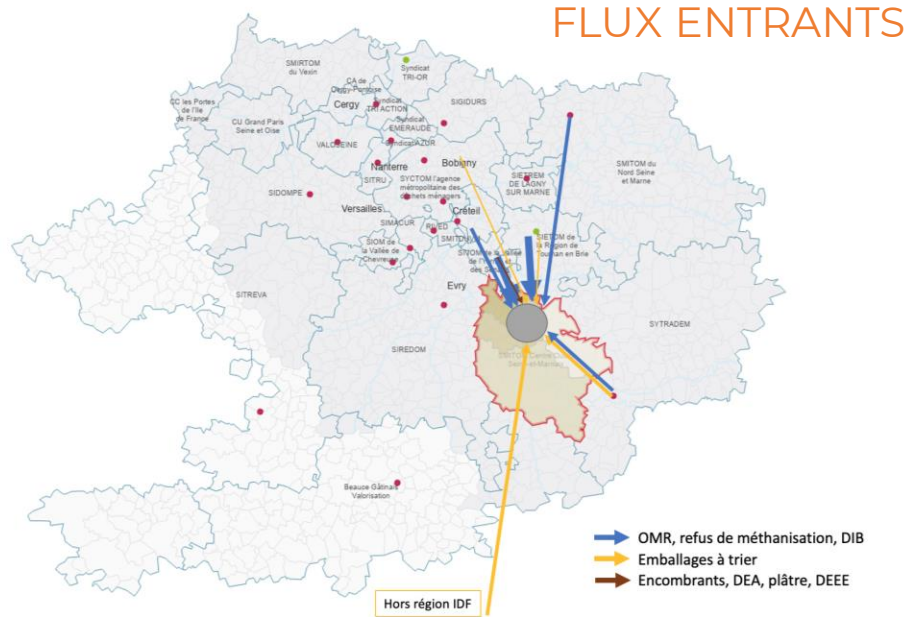 FLUX ENTRANTS
SMIRTOM
du Vexin
Syndicat
TRI-OR
CA de
Cergy-Pontoise
Cergy
Syndicat
TRI ACTION
SIGIDURS
CC les Portes
de l'Ile
de France
CU Grand Paris
Seine et Oise
Syndicat
EMERAUDE
VALOSEINE
Syndicat AZUR
Nanterre
Bobigny
SITRU
SYCTOM l'agence
métropolitaine des
déchets ménagers
SIETREM
DE LAGNY
SUR MARNE
SMITOM du
Nord Seine
et Marne
SIDOMPE
Versailles
Créteil
SIMACUR
RIVED
SIOM de
la Vallée de
Chevreuse
SIETOM de
la Région de
Tournan en Brie
Evry
SITREVA
SIREDOM
SYTRADEM
Beauce Gâtinais
Valorisation
OMR, refus de méthanisation, DIB
Emballages à trier
Encombrants, DEA, plâtre, DEEE
Hors région IDF